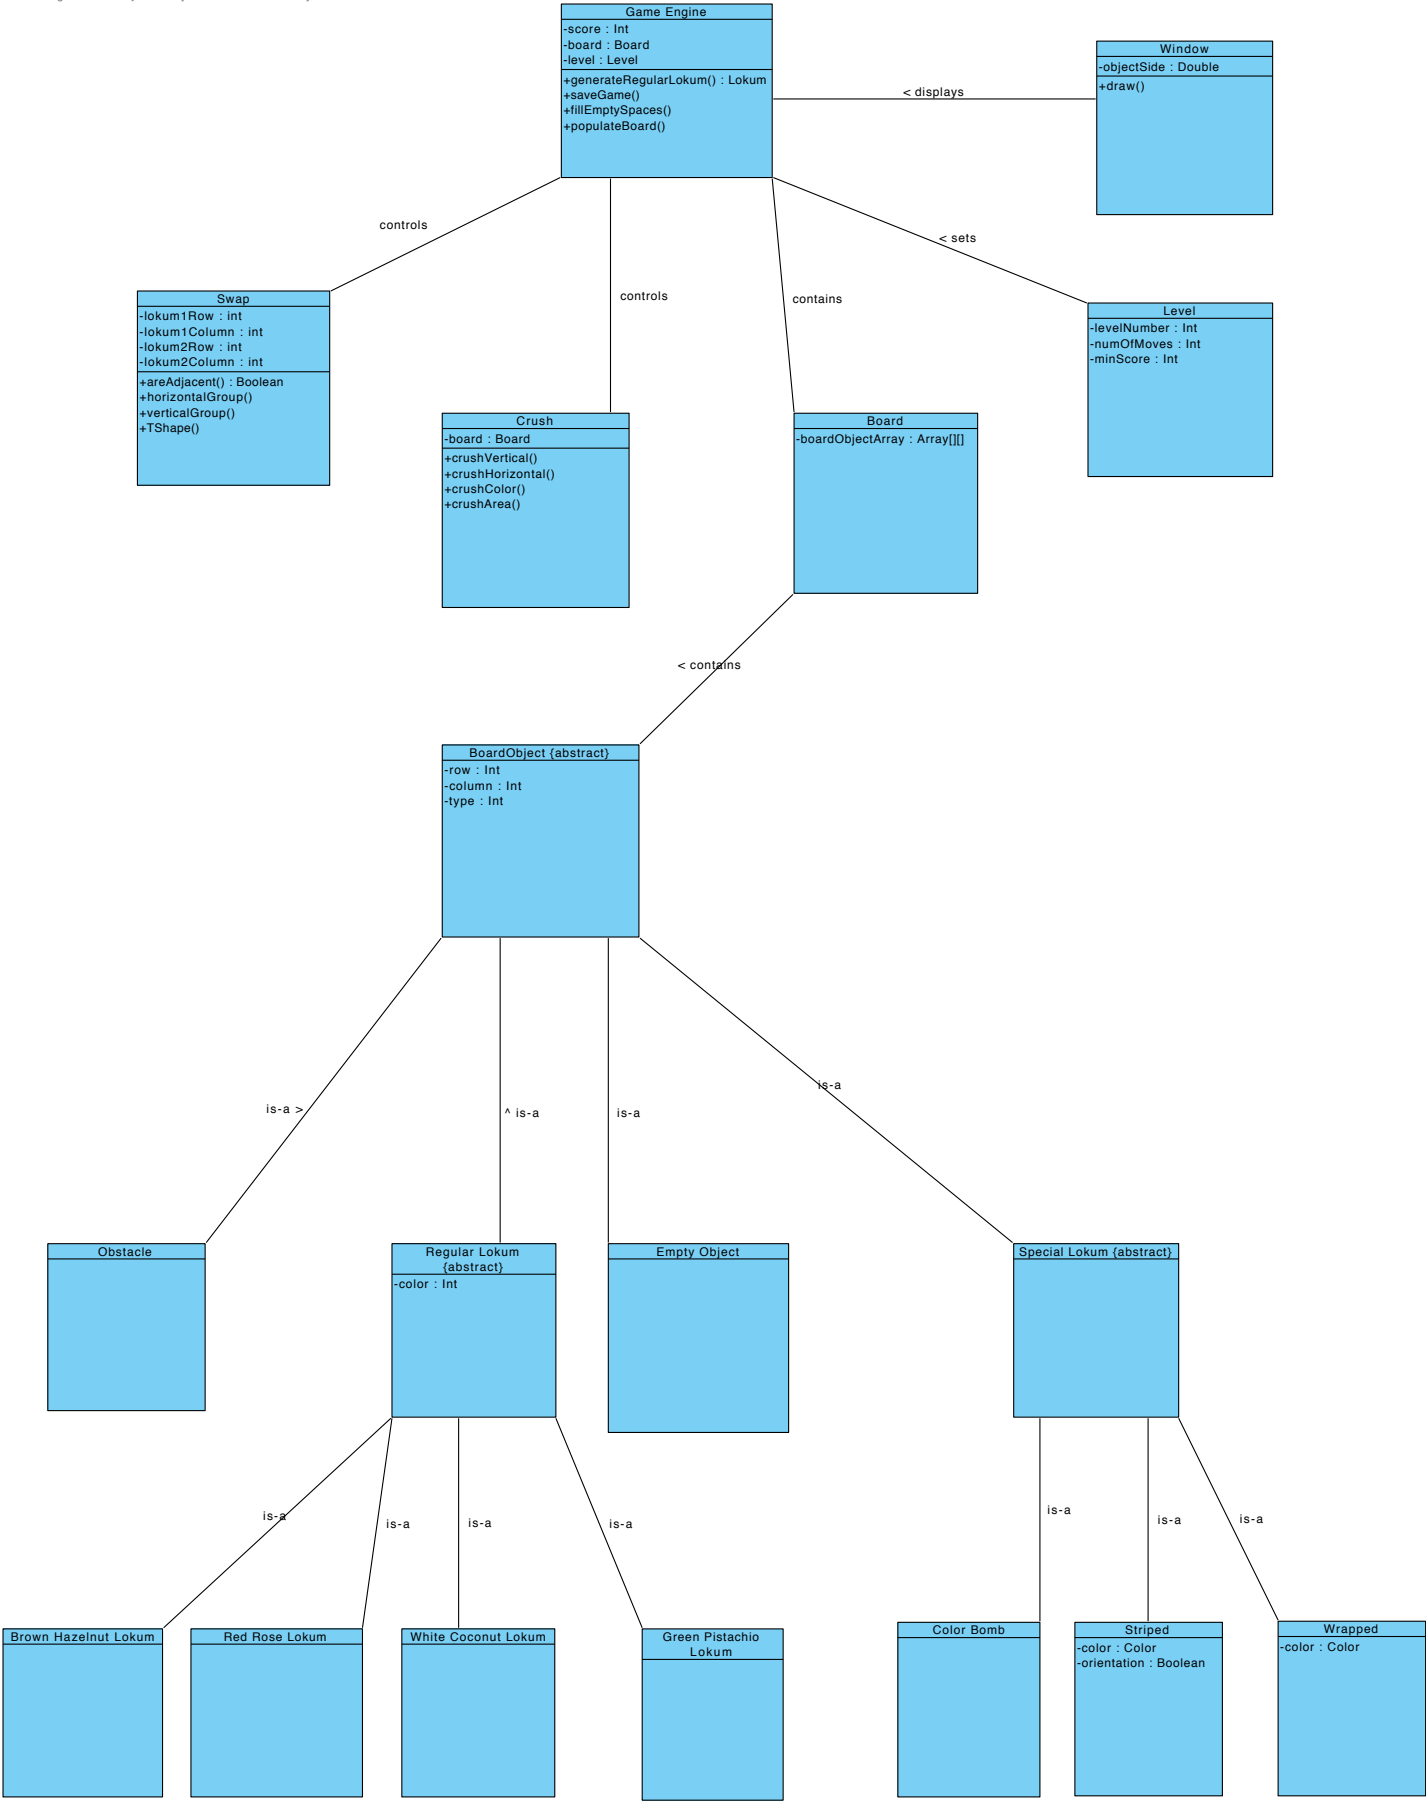 Game Engine
-score : Int
-board : Board
-level : Level
+generateRegularLokum() : Lokum
+saveGame()
+fillEmptySpaces()
+populateBoard()
Window
-objectSide : Double
+draw()
< displays
controls
controls
contains
< sets
Swap
-lokum1Row : int
-lokum1Column : int
-lokum2Row : int
-lokum2Column : int
+areAdjacent() : Boolean
+horizontalGroup()
+verticalGroup()
+TShape()
Crush
-board : Board
+crushVertical()
+crushHorizontal()
+crushColor()
+crushArea()
Board
-boardObjectArray : Array[][]
Level
-levelNumber : Int
-numOfMoves : Int
-minScore : Int
< contains
BoardObject {abstract}
-row : Int
-column : Int
-type : Int
is-a >
^ is-a
is-a
is-a
Obstacle
Regular Lokum
{abstract}
-color : Int
Empty Object
Special Lokum {abstract}
is-a
is-a
is-a
is-a
is-a
is-a
is-a
Brown Hazelnut Lokum
Red Rose Lokum
White Coconut Lokum
Green Pistachio
Lokum
Color Bomb
Striped
-color : Color
-orientation : Boolean
Wrapped
-color : Color